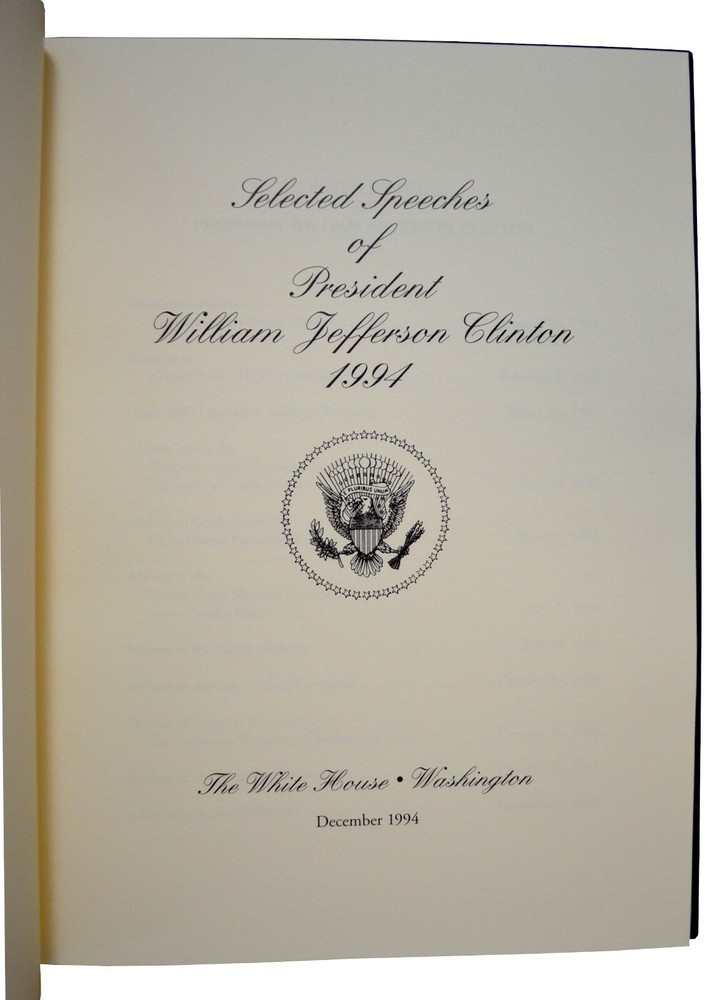 Selected Speeches
of
President
William Jefferson Clinton
1994
E PLURIBUS UNUM
The White House • Washington
December 1994